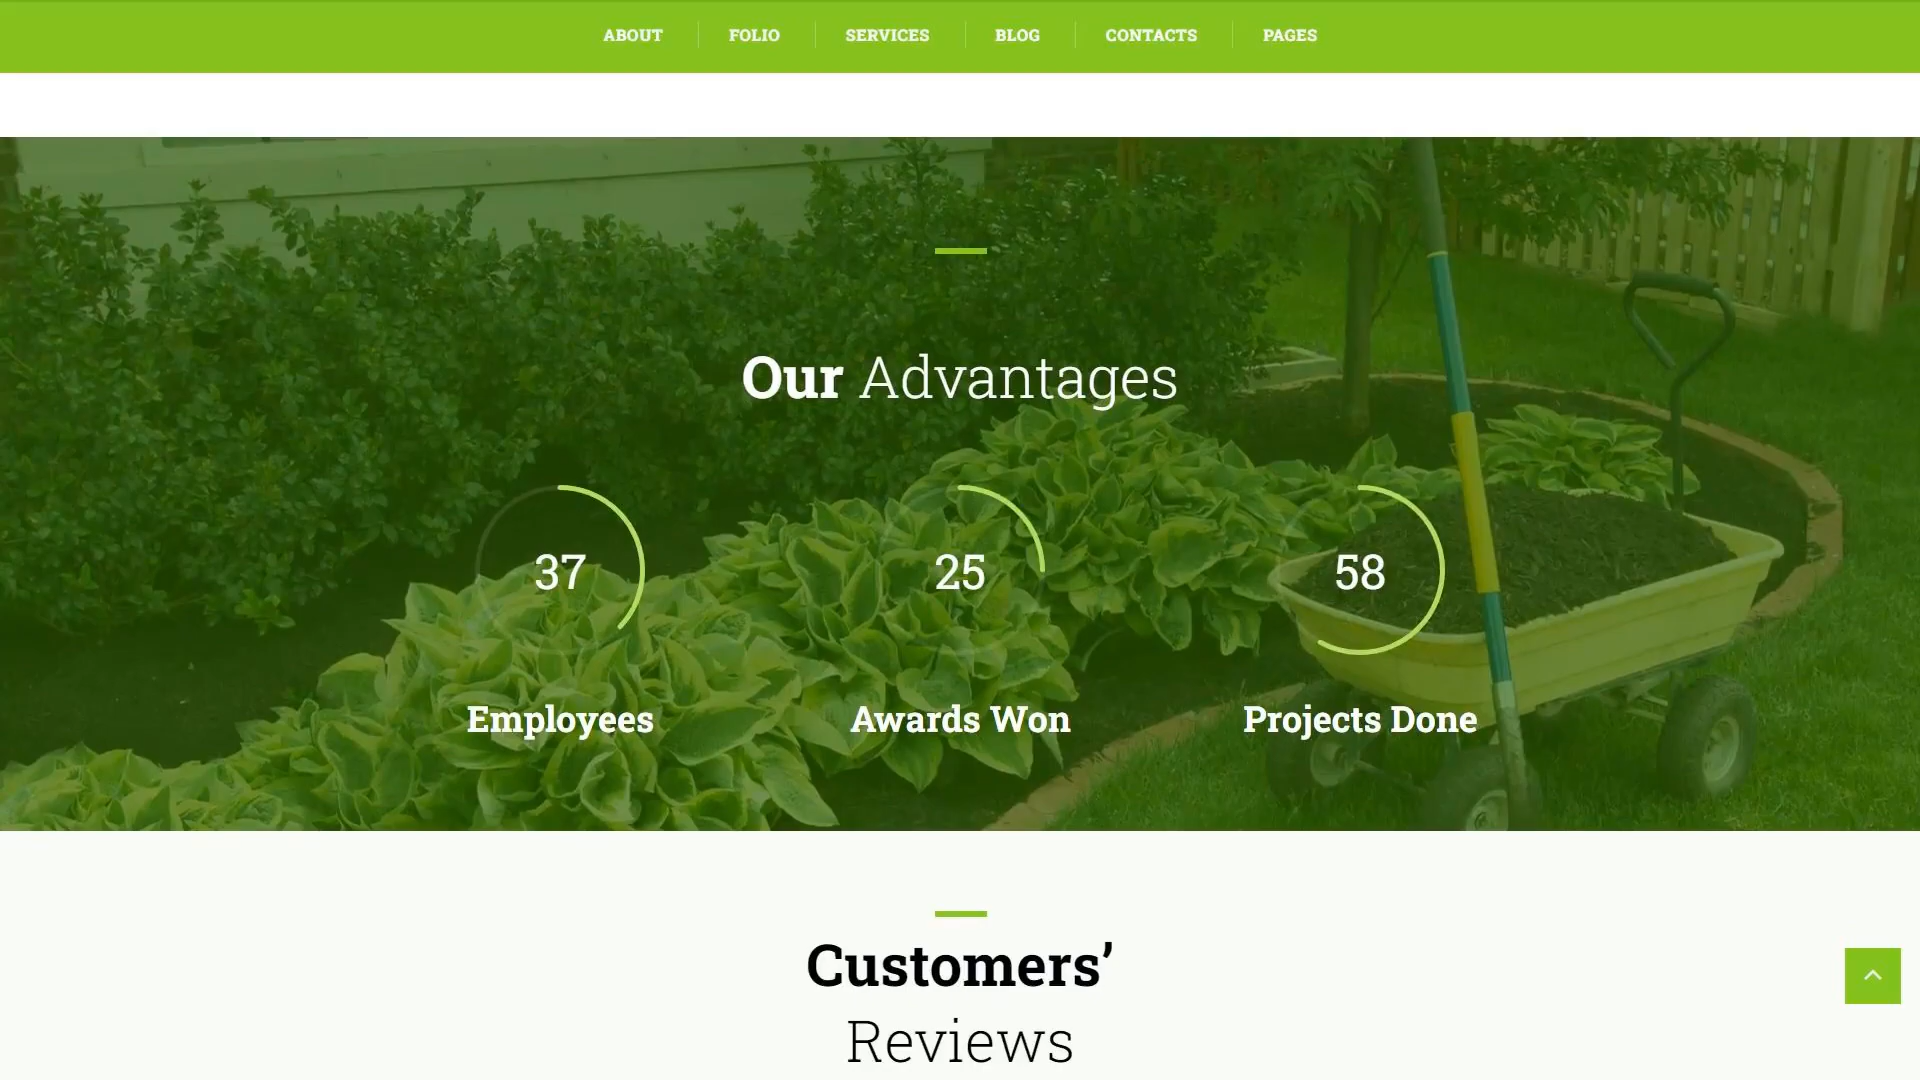 ABOUT FOLIO SERVICES BLOG CONTACTS PAGES
Our Advantages
37 25 58
Employees Awards Won Projects Done
Customers’
Reviews